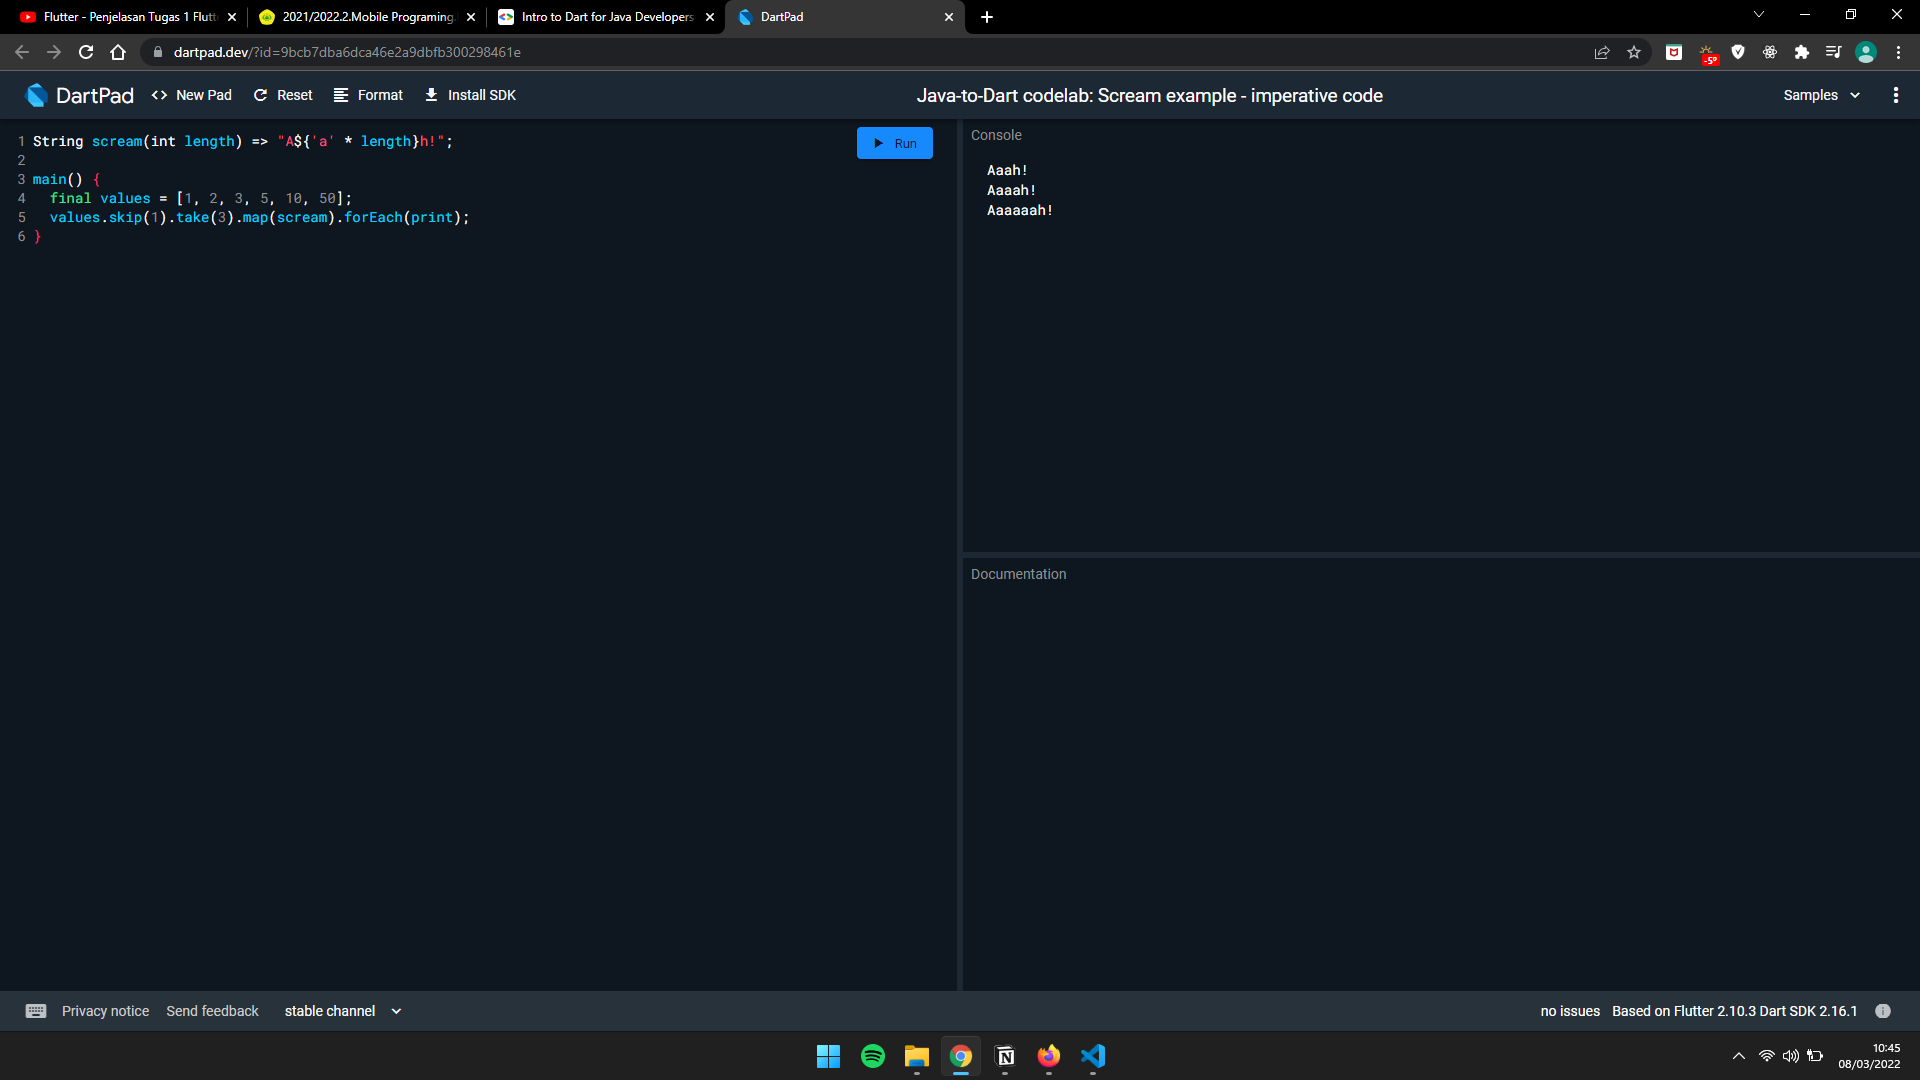 Flutter - Penjelasan Tugas 1 Flutt
2021/2022.2.Mobile Programing.
Intro to Dart for Java Developers
DartPad
dartpad.dev/?id=9bcb7dba6dca46e2a9dbfb300298461e
-5°
DartPad
<> New Pad
Reset
Format
Install SDK
Java-to-Dart codelab: Scream example - imperative code
Samples
1 String scream(int length) => "A${'a' * length}h!";
2
3 main() {
4   final values = [1, 2, 3, 5, 10, 50];
5   values.skip(1).take(3).map(scream).forEach(print);
6 }
Run
Console
Aaah!
Aaaah!
Aaaaaah!
Documentation
Privacy notice
Send feedback
stable channel
no issues
Based on Flutter 2.10.3 Dart SDK 2.16.1
10:45
08/03/2022